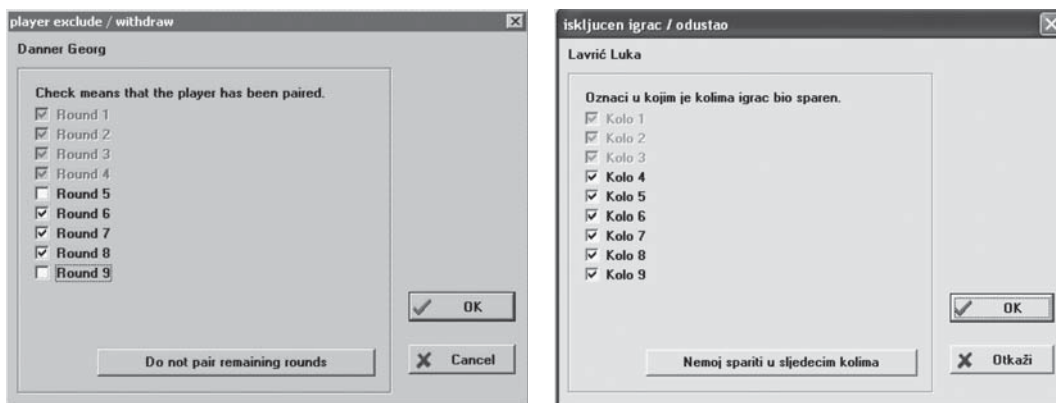 player exclude / withdraw
Danner Georg
Check means that the player has been paired.
Round 1
Round 2
Round 3
Round 4
Round 5
Round 6
Round 7
Round 8
Round 9
OK
Do not pair remaining rounds
Cancel
iskljucen igrac / odustao
Lavrić Luka
Oznaci u kojim je kolima igrac bio sparen.
Kolo 1
Kolo 2
Kolo 3
Kolo 4
Kolo 5
Kolo 6
Kolo 7
Kolo 8
Kolo 9
OK
Nemoj spariti u sljedecim kolima
Otkaži